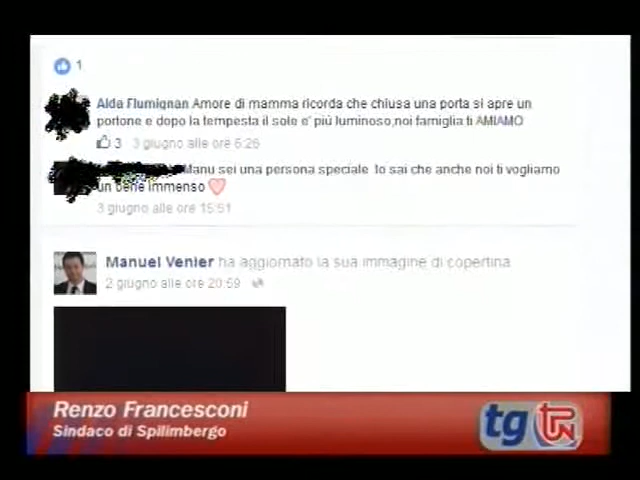 1
Alda Flumignan Amore di mamma ricorda che chiusa una porta si apre un
portone e dopo la tempesta il sole e' più luminoso,noi famiglia ti AMIAMO
3 3 giugno alle ore 6:26
Manu sei una persona speciale to sai che anche noi ti vogliamo
un bene immenso
3 giugno alle ore 15:51
Manuel Venier ha aggiornato la sua immagine di copertina
2 giugno alle ore 20:59
Renzo Francesconi
Sindaco di Spilimbergo
tg TPN